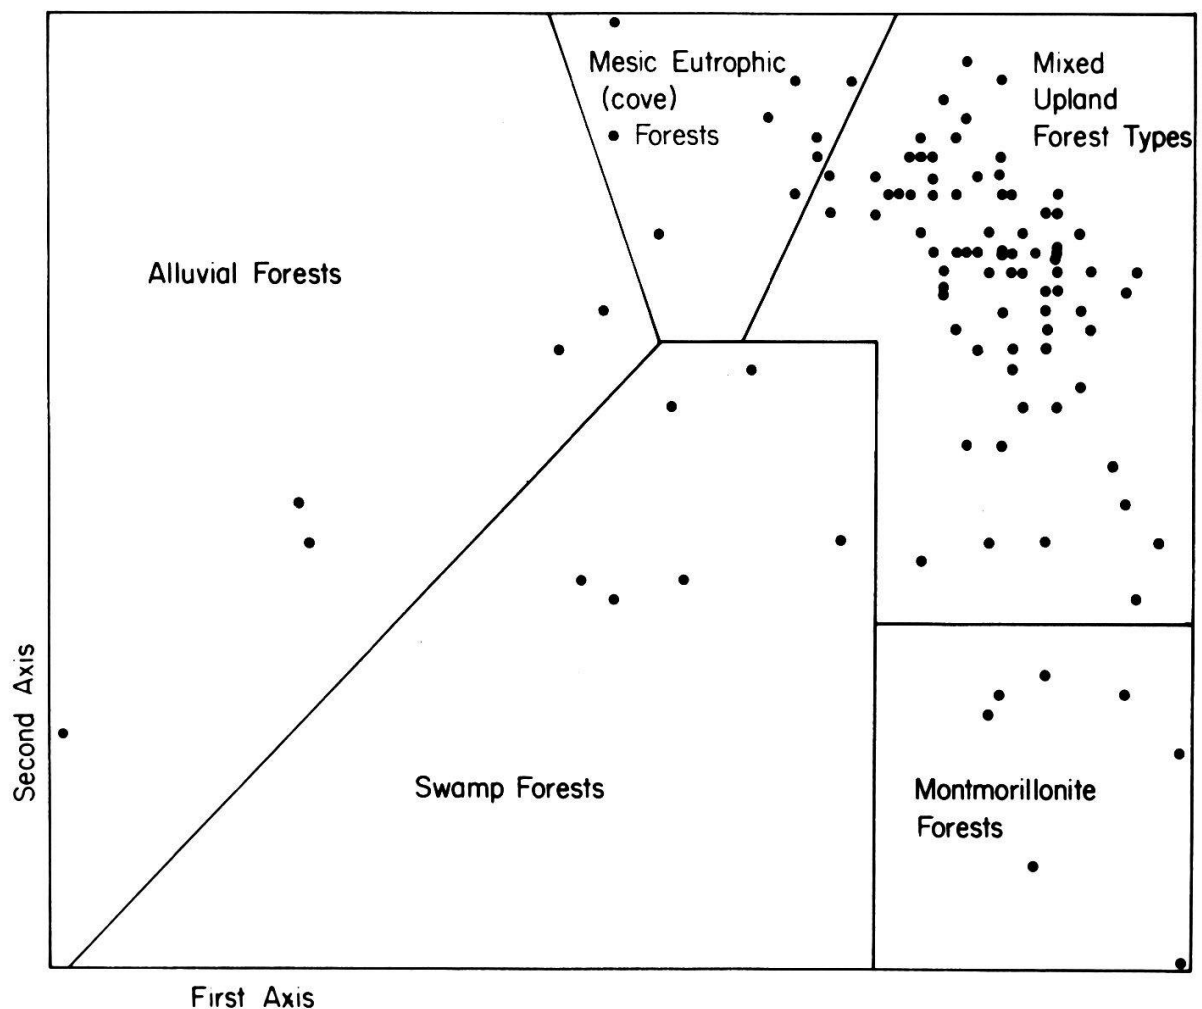 Mesic Eutrophic
(cove)
Forests
Mixed
Upland
Forest Types
Alluvial Forests
Swamp Forests
Montmorillonite
Forests
Second Axis
First Axis